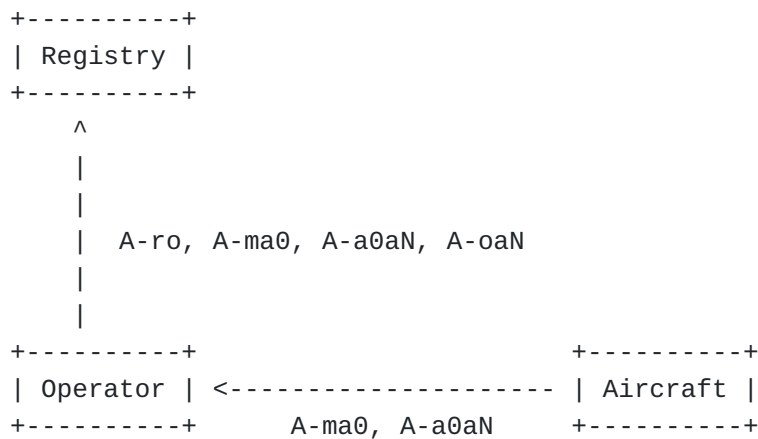 Registry
A-ro, A-ma0, A-a0aN, A-oaN
Operator
Aircraft
A-ma0, A-a0aN